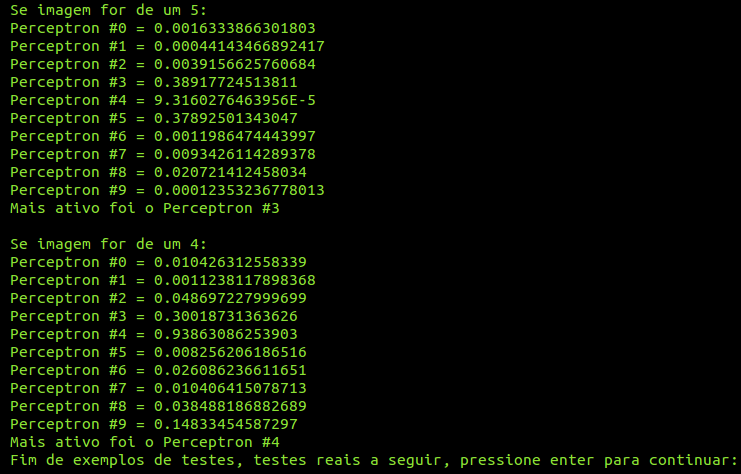 Se imagem for de um 5:
Perceptron #0 = 0.0016333866301803
Perceptron #1 = 0.00044143466892417
Perceptron #2 = 0.0039156625760684
Perceptron #3 = 0.38917724513811
Perceptron #4 = 9.3160276463956E-5
Perceptron #5 = 0.37892501343047
Perceptron #6 = 0.0011986474443997
Perceptron #7 = 0.0093426114289378
Perceptron #8 = 0.020721412458034
Perceptron #9 = 0.00012353236778013
Mais ativo foi o Perceptron #3

Se imagem for de um 4:
Perceptron #0 = 0.010426312558339
Perceptron #1 = 0.0011238117898368
Perceptron #2 = 0.048697227999699
Perceptron #3 = 0.30018731363626
Perceptron #4 = 0.93863086253903
Perceptron #5 = 0.008256206186516
Perceptron #6 = 0.026086236611651
Perceptron #7 = 0.010406415078713
Perceptron #8 = 0.038488186882689
Perceptron #9 = 0.14833454587297
Mais ativo foi o Perceptron #4
Fim de exemplos de testes, testes reais a seguir, pressione enter para continuar: